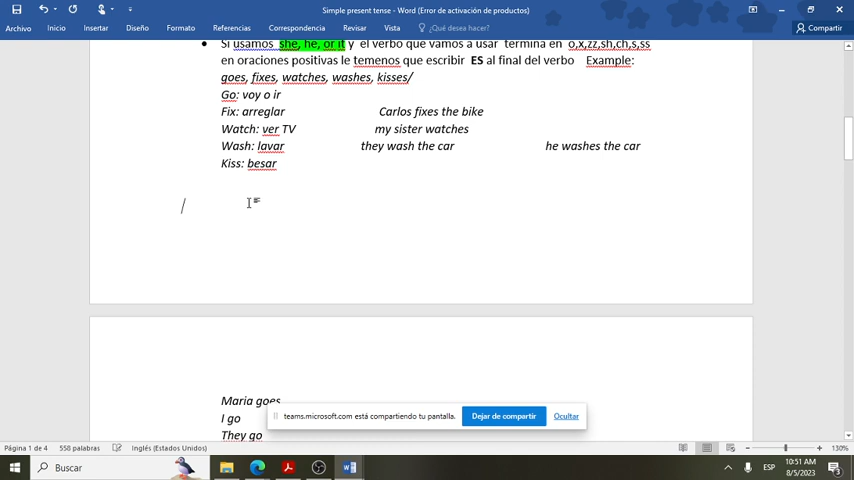 Simple present tense - Word (Error de activación de productos)
Archivo Inicio Insertar Diseño Formato Referencias Correspondencia Revisar Vista ¿Qué desea hacer? Compartir
Si usamos she, he, or it y el verbo que vamos a usar termina en o,x,zz,sh,ch,s,ss
en oraciones positivas le temenos que escribir ES al final del verbo Example:
goes, fixes, watches, washes, kisses/
Go: voy o ir
Fix: arreglar Carlos fixes the bike
Watch: ver TV my sister watches
Wash: lavar they wash the car he washes the car
Kiss: besar
/
Maria goes
I go
They go
teams.microsoft.com está compartiendo tu pantalla. Dejar de compartir Ocultar
Página 1 de 4 558 palabras Inglés (Estados Unidos) 130%
Buscar ESP 10:51 AM
8/5/2023 3